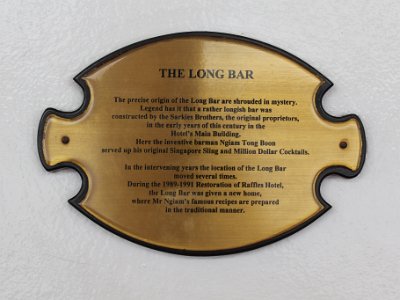 THE LONG BAR
The precise origin of the Long Bar are shrouded in mystery.
Legend has it that a rather longish bar was
constructed by the Sarkies Brothers, the original proprietors,
in the early years of this century in the
Hotel's Main Building.
Here the inventive barman Ngiam Tong Boon
served up his original Singapore Sling and Million Dollar Cocktails.
In the intervening years the location of the Long Bar
moved several times.
During the 1989-1991 Restoration of Raffles Hotel,
the Long Bar was given a new home,
where Mr Ngiam's famous recipes are prepared
in the traditional manner.